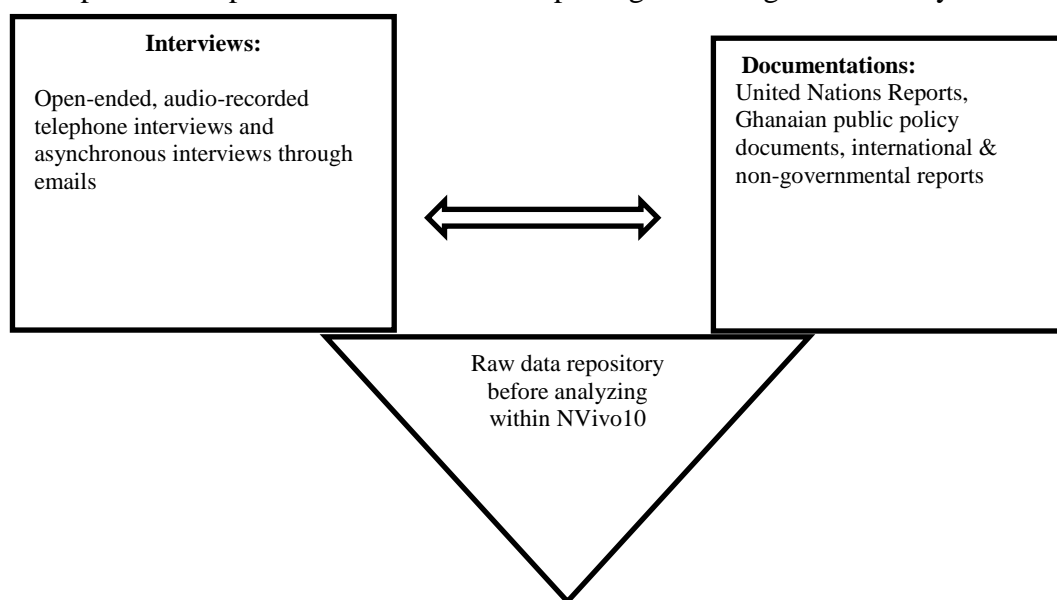 Interviews:
Open-ended, audio-recorded
telephone interviews and
asynchronous interviews through
emails
Documentations:
United Nations Reports,
Ghanaian public policy
documents, international &
non-governmental reports
Raw data repository
before analyzing
within NVivo10